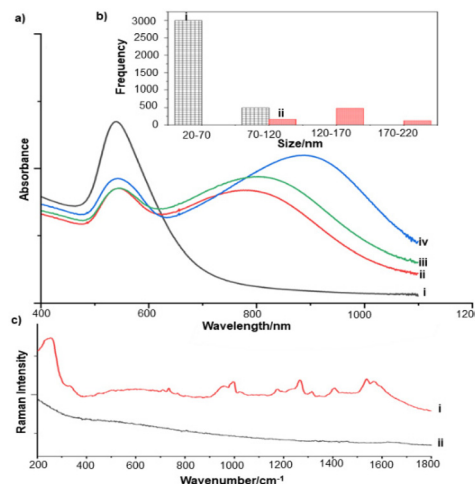 a)
b)
Frequency
3000
2500
2000
1500
1000
500
0
i
ii
20-70
70-120
120-170
170-220
Size/nm
Absorbance
iv
iii
ii
i
400
600
800
1000
1200
Wavelength/nm
c)
Raman Intensity
i
ii
200
400
600
800
1000
1200
1400
1600
1800
Wavenumber/cm⁻¹